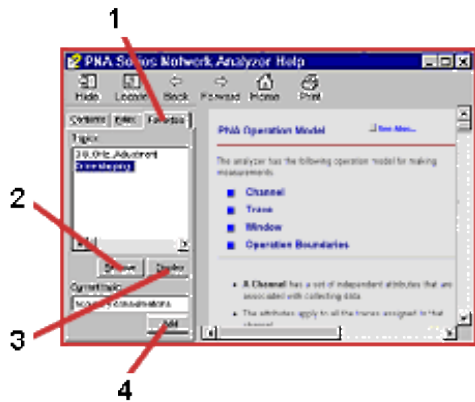 1
PNA Series Network Analyzer Help
Hide Locate Back Forward Home Print
Contents Index Favorites
Topics:
PNA Operation Model
See Also...
The analyzer has the following operation model for making
measurements.
Channel
Trace
Window
Operation Boundaries
2
Remove Display
Current topic:
A Channel has a set of independent attributes that are
associated with collecting data.
The attributes apply to all the traces assigned to that
channel
3
Add
4